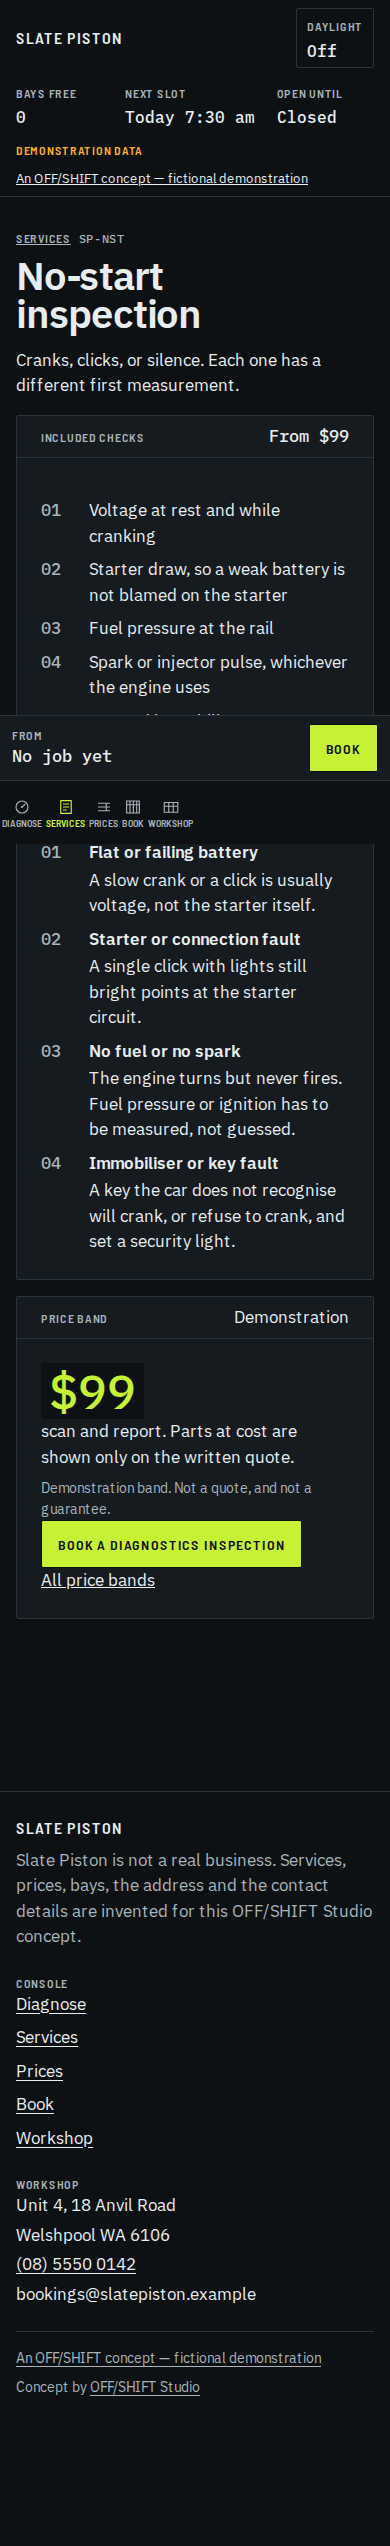 SLATE PISTON
DAYLIGHT
Off
BAYS FREE
0
NEXT SLOT
Today 7:30 am
OPEN UNTIL
Closed
DEMONSTRATION DATA
An OFF/SHIFT concept — fictional demonstration
SERVICES SP-NST
No-start
inspection
Cranks, clicks, or silence. Each one has a
different first measurement.
INCLUDED CHECKS
From $99
01 Voltage at rest and while
cranking
02 Starter draw, so a weak battery is
not blamed on the starter
03 Fuel pressure at the rail
04 Spark or injector pulse, whichever
the engine uses
FROM
No job yet
BOOK
DIAGNOSE SERVICES PRICES BOOK WORKSHOP
01 Flat or failing battery
A slow crank or a click is usually
voltage, not the starter itself.
02 Starter or connection fault
A single click with lights still
bright points at the starter
circuit.
03 No fuel or no spark
The engine turns but never fires.
Fuel pressure or ignition has to
be measured, not guessed.
04 Immobiliser or key fault
A key the car does not recognise
will crank, or refuse to crank, and
set a security light.
PRICE BAND
Demonstration
$99
scan and report. Parts at cost are
shown only on the written quote.
Demonstration band. Not a quote, and not a
guarantee.
BOOK A DIAGNOSTICS INSPECTION
All price bands
SLATE PISTON
Slate Piston is not a real business. Services,
prices, bays, the address and the contact
details are invented for this OFF/SHIFT Studio
concept.
CONSOLE
Diagnose
Services
Prices
Book
Workshop
WORKSHOP
Unit 4, 18 Anvil Road
Welshpool WA 6106
(08) 5550 0142
bookings@slatepiston.example
An OFF/SHIFT concept — fictional demonstration
Concept by OFF/SHIFT Studio